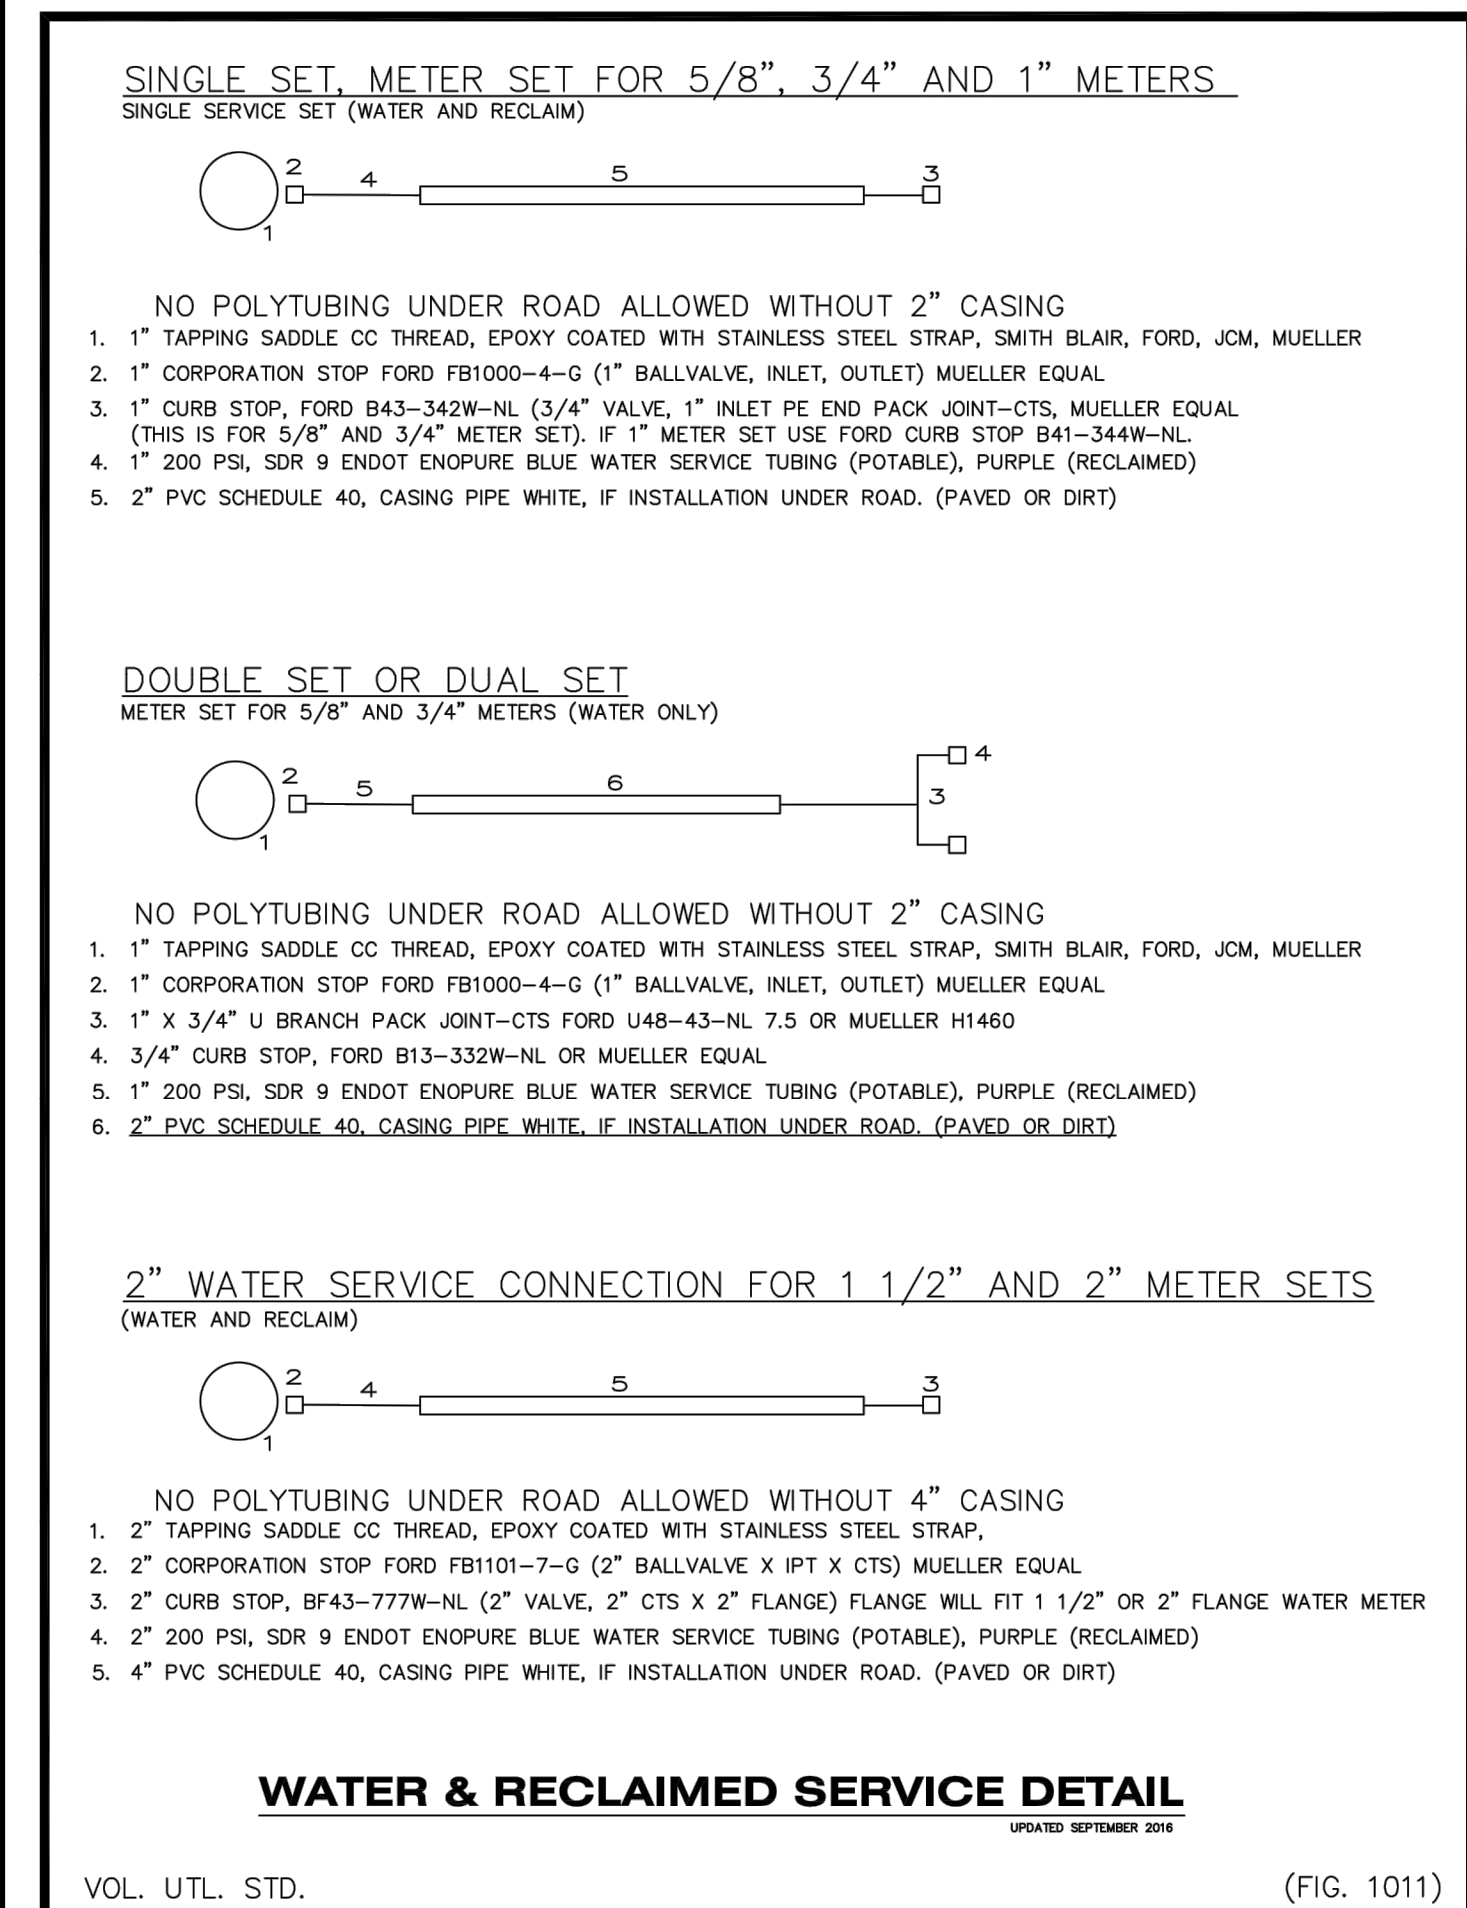 SINGLE SET, METER SET FOR 5/8", 3/4" AND 1" METERS
SINGLE SERVICE SET (WATER AND RECLAIM)
2
4
5
3
1
NO POLYTUBING UNDER ROAD ALLOWED WITHOUT 2" CASING
1. 1" TAPPING SADDLE CC THREAD, EPOXY COATED WITH STAINLESS STEEL STRAP, SMITH BLAIR, FORD, JCM, MUELLER
2. 1" CORPORATION STOP FORD FB1000-4-G (1" BALLVALVE, INLET, OUTLET) MUELLER EQUAL
3. 1" CURB STOP, FORD B43-342W-NL (3/4" VALVE, 1" INLET PE END PACK JOINT-CTS, MUELLER EQUAL
(THIS IS FOR 5/8" AND 3/4" METER SET). IF 1" METER SET USE FORD CURB STOP B41-344W-NL.
4. 1" 200 PSI, SDR 9 ENDOT ENOPURE BLUE WATER SERVICE TUBING (POTABLE), PURPLE (RECLAIMED)
5. 2" PVC SCHEDULE 40, CASING PIPE WHITE, IF INSTALLATION UNDER ROAD. (PAVED OR DIRT)
DOUBLE SET OR DUAL SET
METER SET FOR 5/8" AND 3/4" METERS (WATER ONLY)
2
5
6
4
3
1
NO POLYTUBING UNDER ROAD ALLOWED WITHOUT 2" CASING
1. 1" TAPPING SADDLE CC THREAD, EPOXY COATED WITH STAINLESS STEEL STRAP, SMITH BLAIR, FORD, JCM, MUELLER
2. 1" CORPORATION STOP FORD FB1000-4-G (1" BALLVALVE, INLET, OUTLET) MUELLER EQUAL
3. 1" X 3/4" U BRANCH PACK JOINT-CTS FORD U48-43-NL 7.5 OR MUELLER H1460
4. 3/4" CURB STOP, FORD B13-332W-NL OR MUELLER EQUAL
5. 1" 200 PSI, SDR 9 ENDOT ENOPURE BLUE WATER SERVICE TUBING (POTABLE), PURPLE (RECLAIMED)
6. 2" PVC SCHEDULE 40, CASING PIPE WHITE, IF INSTALLATION UNDER ROAD. (PAVED OR DIRT)
2" WATER SERVICE CONNECTION FOR 1 1/2" AND 2" METER SETS
(WATER AND RECLAIM)
2
4
5
3
1
NO POLYTUBING UNDER ROAD ALLOWED WITHOUT 4" CASING
1. 2" TAPPING SADDLE CC THREAD, EPOXY COATED WITH STAINLESS STEEL STRAP,
2. 2" CORPORATION STOP FORD FB1101-7-G (2" BALLVALVE X IPT X CTS) MUELLER EQUAL
3. 2" CURB STOP, BF43-777W-NL (2" VALVE, 2" CTS X 2" FLANGE) FLANGE WILL FIT 1 1/2" OR 2" FLANGE WATER METER
4. 2" 200 PSI, SDR 9 ENDOT ENOPURE BLUE WATER SERVICE TUBING (POTABLE), PURPLE (RECLAIMED)
5. 4" PVC SCHEDULE 40, CASING PIPE WHITE, IF INSTALLATION UNDER ROAD. (PAVED OR DIRT)
WATER & RECLAIMED SERVICE DETAIL
UPDATED SEPTEMBER 2016
VOL. UTL. STD.
(FIG. 1011)